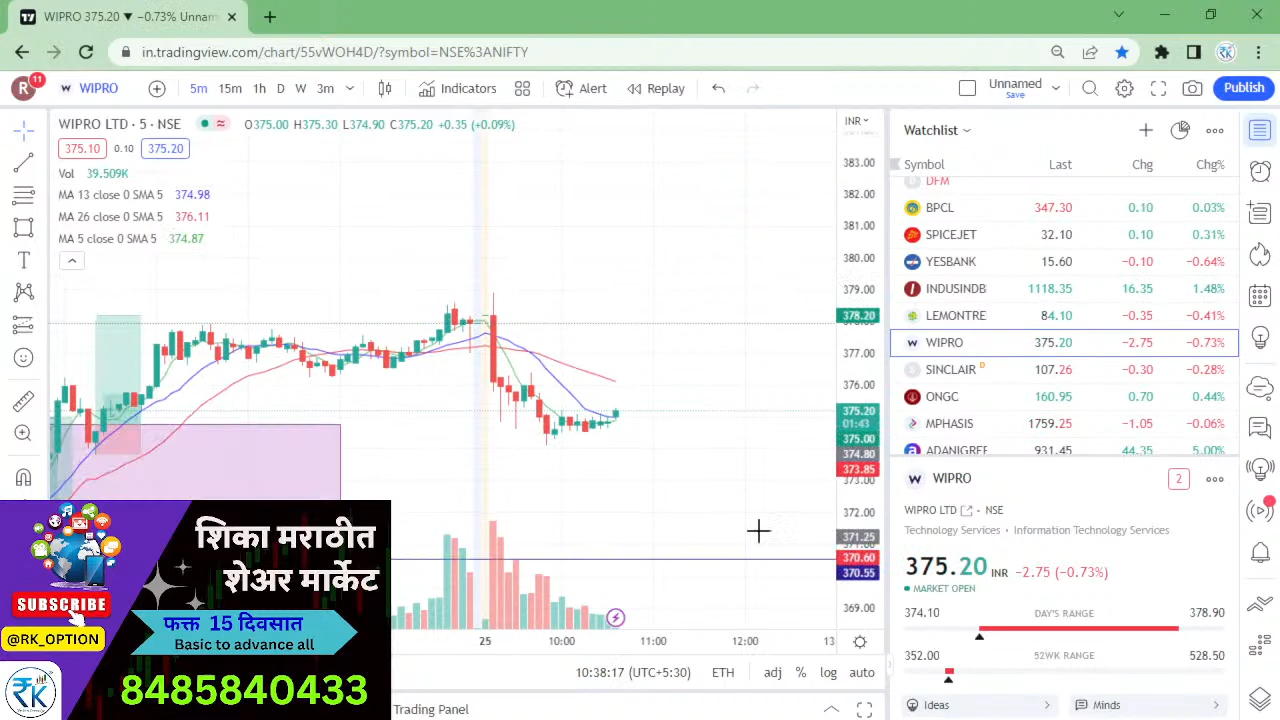 WIPRO 375.20 ▼ −0.73% Unnam
in.tradingview.com/chart/55vWOH4D/?symbol=NSE%3ANIFTY
R 11 WIPRO 5m 15m 1h D W 3m Indicators Alert Replay Unnamed Save Publish
WIPRO LTD · 5 · NSE O375.00 H375.30 L374.90 C375.20 +0.35 (+0.09%)
375.10 0.10 375.20
Vol 39.509K
MA 13 close 0 SMA 5 374.98
MA 26 close 0 SMA 5 376.11
MA 5 close 0 SMA 5 374.87
INR
383.00
382.00
381.00
380.00
379.00
378.20
377.00
376.00
375.20
01:43
375.00
374.80
373.85
373.00
372.00
371.25
371.00
370.60
370.55
369.00
25 10:00 11:00 12:00 13
10:38:17 (UTC+5:30) ETH adj % log auto
Trading Panel
Watchlist
Symbol Last Chg Chg%
DFM
BPCL 347.30 0.10 0.03%
SPICEJET 32.10 0.10 0.31%
YESBANK 15.60 −0.10 −0.64%
INDUSINDB 1118.35 16.35 1.48%
LEMONTRE 84.10 −0.35 −0.41%
WIPRO 375.20 −2.75 −0.73%
SINCLAIR D 107.26 −0.30 −0.28%
ONGC 160.95 0.70 0.44%
MPHASIS 1759.25 −1.05 −0.06%
ADANIGREE 931.45 44.35 5.00%
WIPRO 2
WIPRO LTD · NSE
Technology Services · Information Technology Services
375.20 INR −2.75 (−0.73%)
MARKET OPEN
374.10 DAY'S RANGE 378.90
352.00 52WK RANGE 528.50
Ideas Minds
शिका मराठीत
शेअर मार्केट
SUBSCRIBE
@RK_OPTION
फक्त 15 दिवसात
Basic to advance all
8485840433